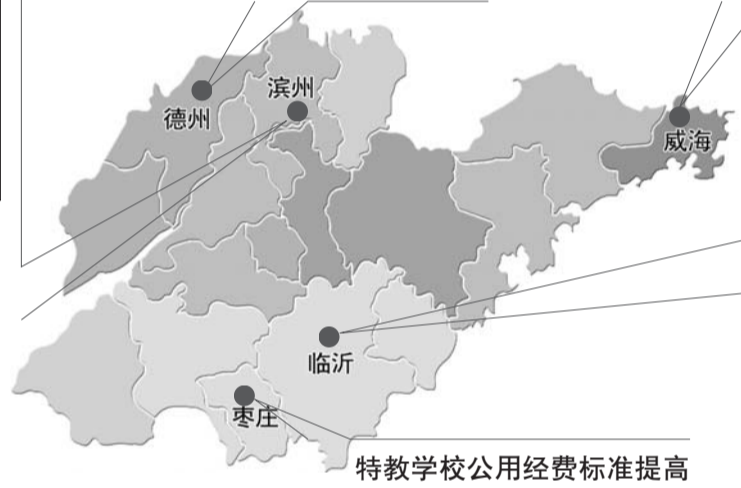 滨州
德州
威海
临沂
枣庄
特教学校公用经费标准提高